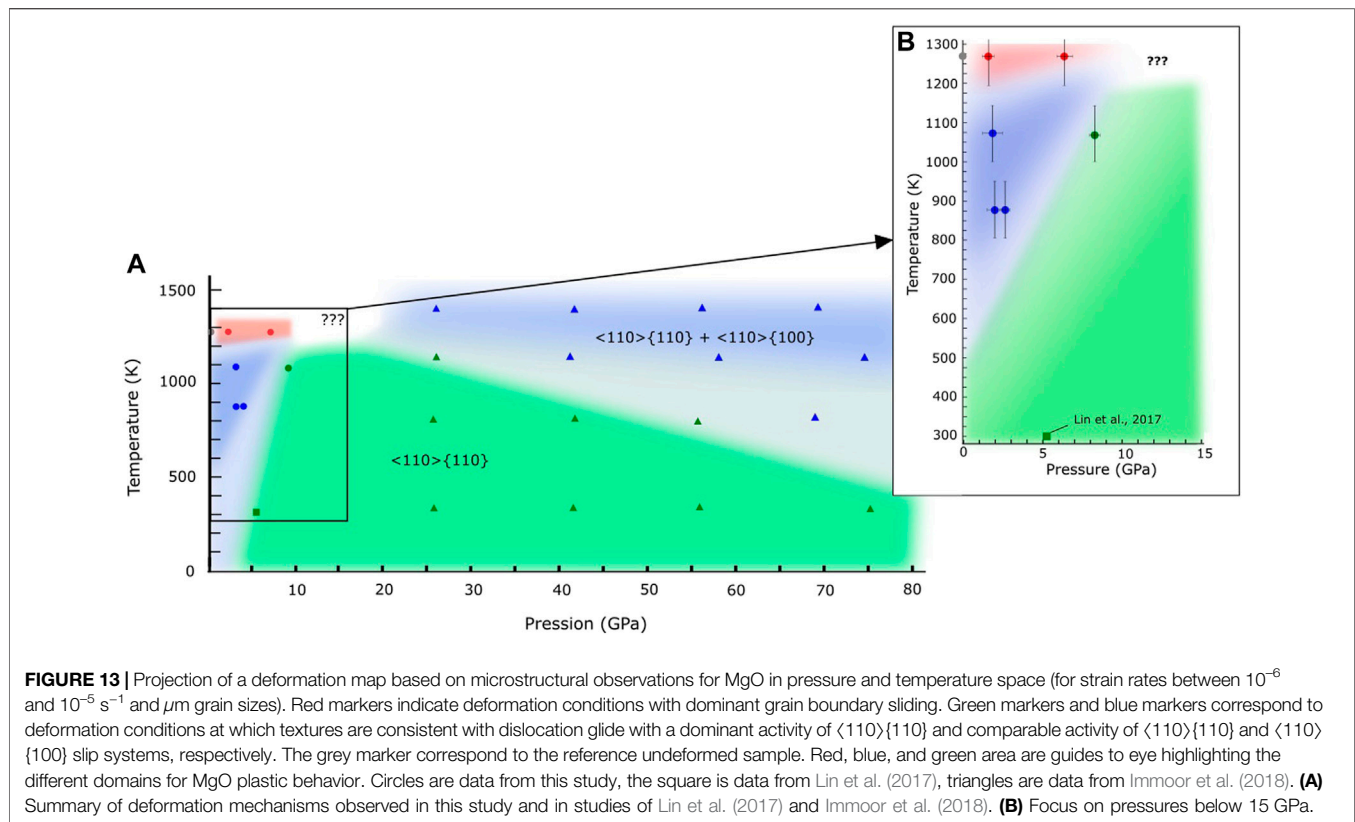 B
1300
1200
1100
1000
900
800
700
600
500
400
300
Temperature (K)
???
Lin et al., 2017
0
5
10
15
Pressure (GPa)
A
1500
1000
500
0
Temperature (K)
???
<110>{110} + <110>{100}
<110>{110}
10
20
30
40
50
60
70
80
Pression (GPa)
FIGURE 13 | Projection of a deformation map based on microstructural observations for MgO in pressure and temperature space (for strain rates between 10⁻⁶
and 10⁻⁵ s⁻¹ and μm grain sizes). Red markers indicate deformation conditions with dominant grain boundary sliding. Green markers and blue markers correspond to
deformation conditions at which textures are consistent with dislocation glide with a dominant activity of ⟨110⟩{110} and comparable activity of ⟨110⟩{110} and ⟨110⟩
{100} slip systems, respectively. The grey marker correspond to the reference undeformed sample. Red, blue, and green area are guides to eye highlighting the
different domains for MgO plastic behavior. Circles are data from this study, the square is data from Lin et al. (2017), triangles are data from Immoor et al. (2018). (A)
Summary of deformation mechanisms observed in this study and in studies of Lin et al. (2017) and Immoor et al. (2018). (B) Focus on pressures below 15 GPa.